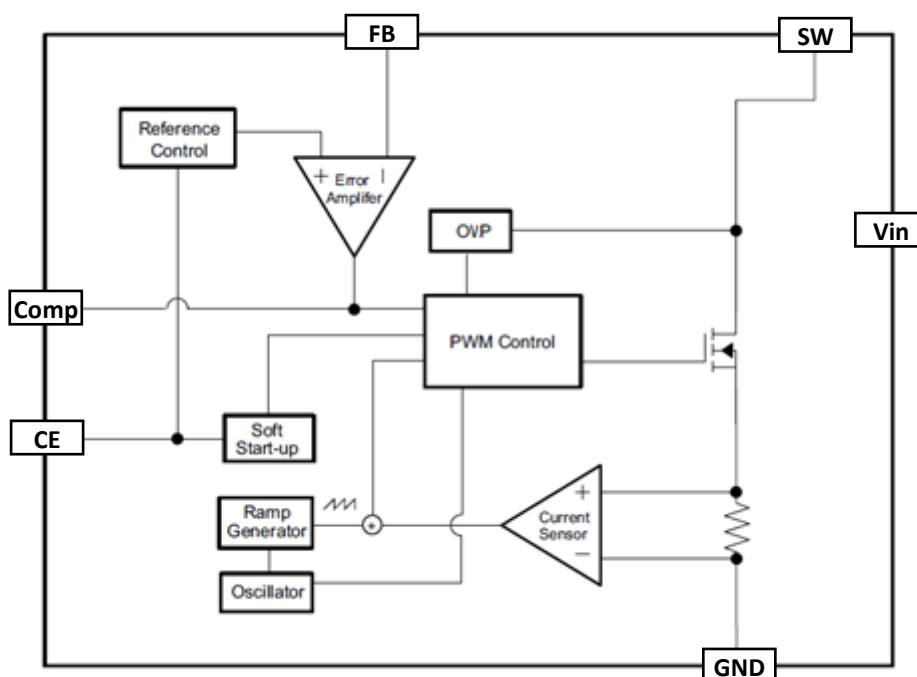 FB
SW
Reference
Control
+
−
Error
Amplifer
OVP
Vin
Comp
PWM Control
CE
Soft
Start-up
Ramp
Generator
+
+
Current
Sensor
−
Oscillator
GND